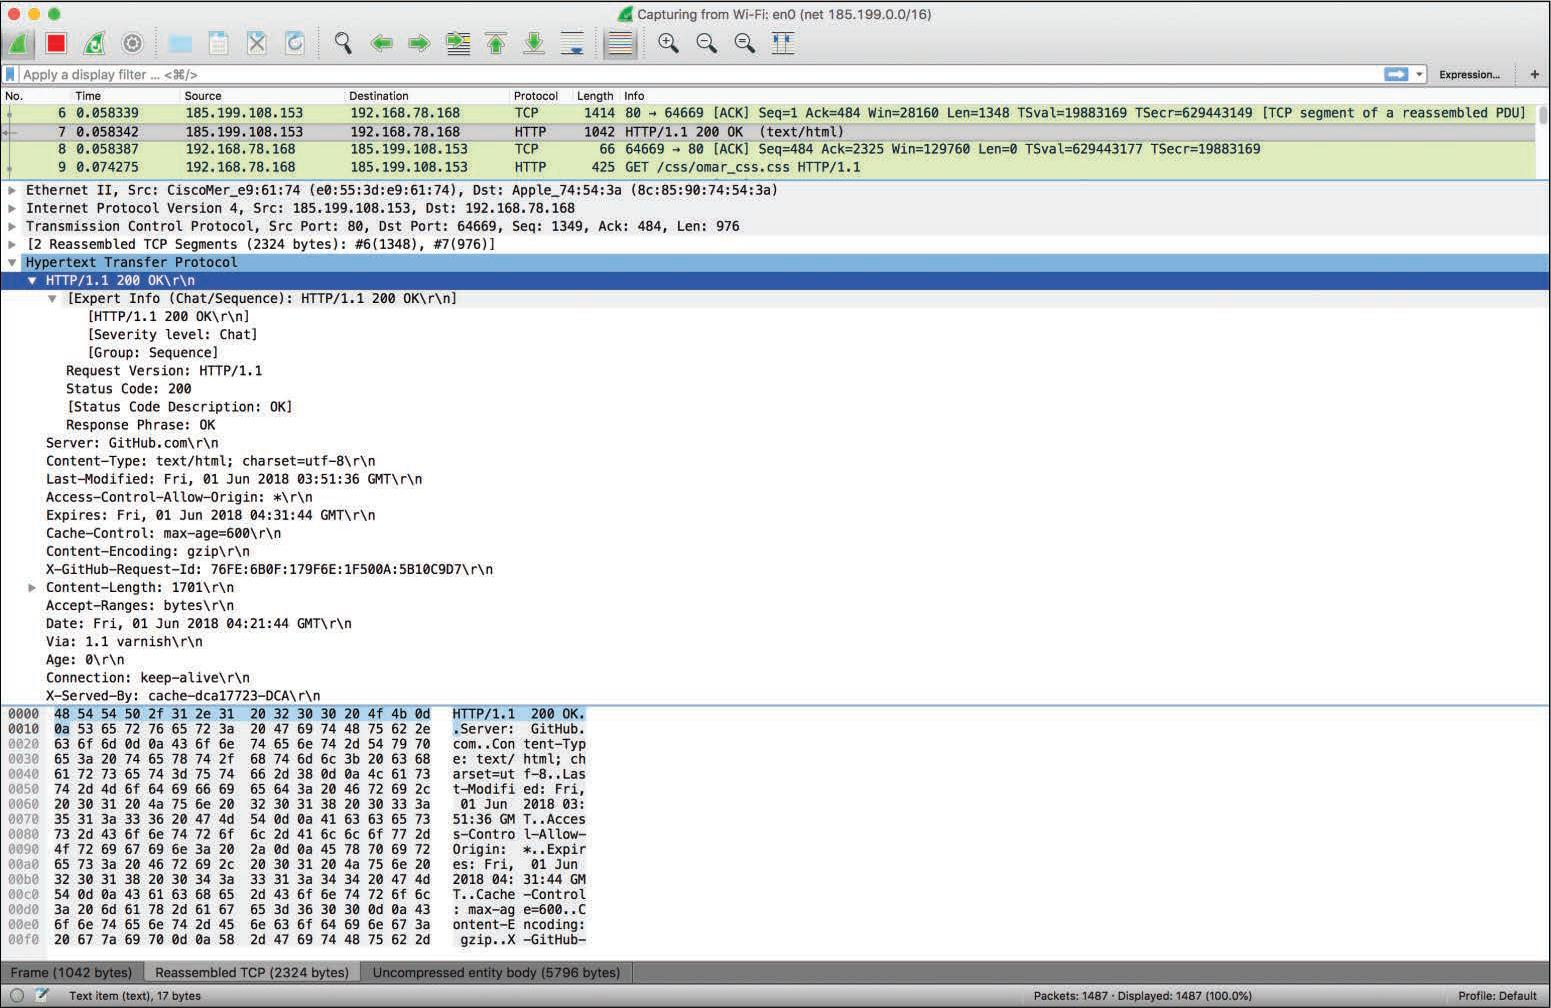 Capturing from Wi-Fi: en0 (net 185.199.0.0/16)
Apply a display filter ... <⌘/>
Expression... +
No. Time Source Destination Protocol Length Info
6 0.058339 185.199.108.153 192.168.78.168 TCP 1414 80 → 64669 [ACK] Seq=1 Ack=484 Win=28160 Len=1348 TSval=19883169 TSecr=629443149 [TCP segment of a reassembled PDU]
7 0.058342 185.199.108.153 192.168.78.168 HTTP 1042 HTTP/1.1 200 OK (text/html)
8 0.058387 192.168.78.168 185.199.108.153 TCP 66 64669 → 80 [ACK] Seq=484 Ack=2325 Win=129760 Len=0 TSval=629443177 TSecr=19883169
9 0.074275 192.168.78.168 185.199.108.153 HTTP 425 GET /css/omar_css.css HTTP/1.1
Ethernet II, Src: CiscoMer_e9:61:74 (e0:55:3d:e9:61:74), Dst: Apple_74:54:3a (8c:85:90:74:54:3a)
Internet Protocol Version 4, Src: 185.199.108.153, Dst: 192.168.78.168
Transmission Control Protocol, Src Port: 80, Dst Port: 64669, Seq: 1349, Ack: 484, Len: 976
[2 Reassembled TCP Segments (2324 bytes): #6(1348), #7(976)]
Hypertext Transfer Protocol
HTTP/1.1 200 OK\r\n
[Expert Info (Chat/Sequence): HTTP/1.1 200 OK\r\n]
[HTTP/1.1 200 OK\r\n]
[Severity level: Chat]
[Group: Sequence]
Request Version: HTTP/1.1
Status Code: 200
[Status Code Description: OK]
Response Phrase: OK
Server: GitHub.com\r\n
Content-Type: text/html; charset=utf-8\r\n
Last-Modified: Fri, 01 Jun 2018 03:51:36 GMT\r\n
Access-Control-Allow-Origin: *\r\n
Expires: Fri, 01 Jun 2018 04:31:44 GMT\r\n
Cache-Control: max-age=600\r\n
Content-Encoding: gzip\r\n
X-GitHub-Request-Id: 76FE:6B0F:179F6E:1F500A:5B10C9D7\r\n
Content-Length: 1701\r\n
Accept-Ranges: bytes\r\n
Date: Fri, 01 Jun 2018 04:21:44 GMT\r\n
Via: 1.1 varnish\r\n
Age: 0\r\n
Connection: keep-alive\r\n
X-Served-By: cache-dca17723-DCA\r\n
0000 48 54 54 50 2f 31 2e 31 20 32 30 30 20 4f 4b 0d HTTP/1.1 200 OK.
0010 0a 53 65 72 76 65 72 3a 20 47 69 74 48 75 62 2e .Server: GitHub.
0020 63 6f 6d 0d 0a 43 6f 6e 74 65 6e 74 2d 54 79 70 com..Con tent-Typ
0030 65 3a 20 74 65 78 74 2f 68 74 6d 6c 3b 20 63 68 e: text/ html; ch
0040 61 72 73 65 74 3d 75 74 66 2d 38 0d 0a 4c 61 73 arset=ut f-8..Las
0050 74 2d 4d 6f 64 69 66 69 65 64 3a 20 46 72 69 2c t-Modifi ed: Fri,
0060 20 30 31 20 4a 75 6e 20 32 30 31 38 20 30 33 3a 01 Jun 2018 03:
0070 35 31 3a 33 36 20 47 4d 54 0d 0a 41 63 63 65 73 51:36 GM T..Acces
0080 73 2d 43 6f 6e 74 72 6f 6c 2d 41 6c 6c 6f 77 2d s-Contro l-Allow-
0090 4f 72 69 67 69 6e 3a 20 2a 0d 0a 45 78 70 69 72 Origin: *..Expir
00a0 65 73 3a 20 46 72 69 2c 20 30 31 20 4a 75 6e 20 es: Fri, 01 Jun
00b0 32 30 31 38 20 30 34 3a 33 31 3a 34 34 20 47 4d 2018 04: 31:44 GM
00c0 54 0d 0a 43 61 63 68 65 2d 43 6f 6e 74 72 6f 6c T..Cache -Control
00d0 3a 20 6d 61 78 2d 61 67 65 3d 36 30 30 0d 0a 43 : max-ag e=600..C
00e0 6f 6e 74 65 6e 74 2d 45 6e 63 6f 64 69 6e 67 3a ontent-E ncoding:
00f0 20 67 7a 69 70 0d 0a 58 2d 47 69 74 48 75 62 2d gzip..X -GitHub-
Frame (1042 bytes) Reassembled TCP (2324 bytes) Uncompressed entity body (5796 bytes)
Text item (text), 17 bytes Packets: 1487 · Displayed: 1487 (100.0%) Profile: Default